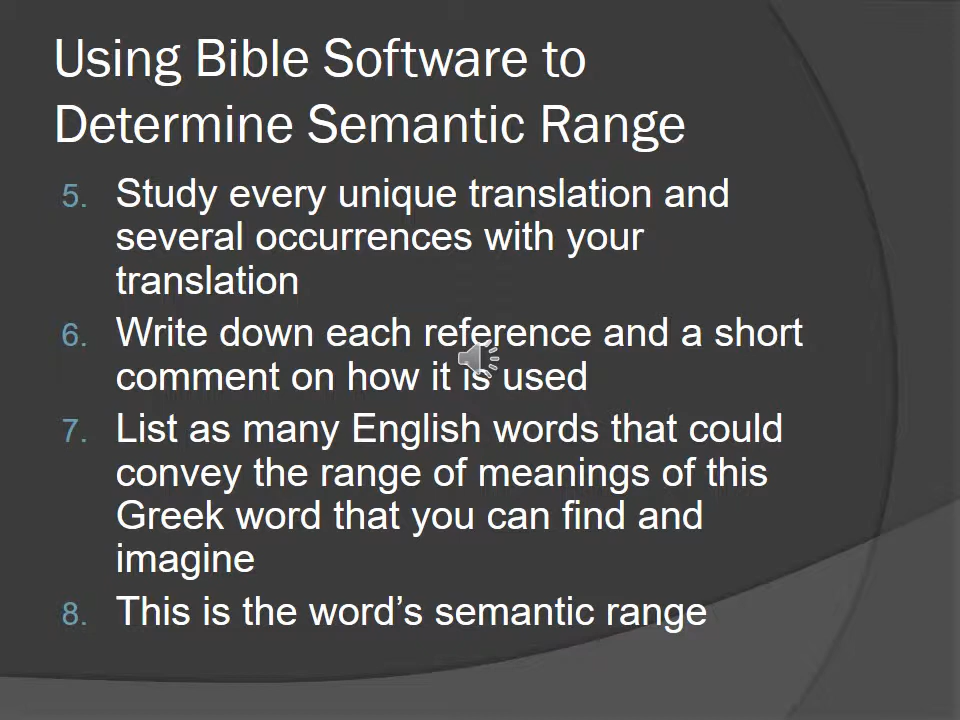 Using Bible Software to
Determine Semantic Range
5. Study every unique translation and
several occurrences with your
translation
6. Write down each reference and a short
comment on how it is used
7. List as many English words that could
convey the range of meanings of this
Greek word that you can find and
imagine
8. This is the word’s semantic range